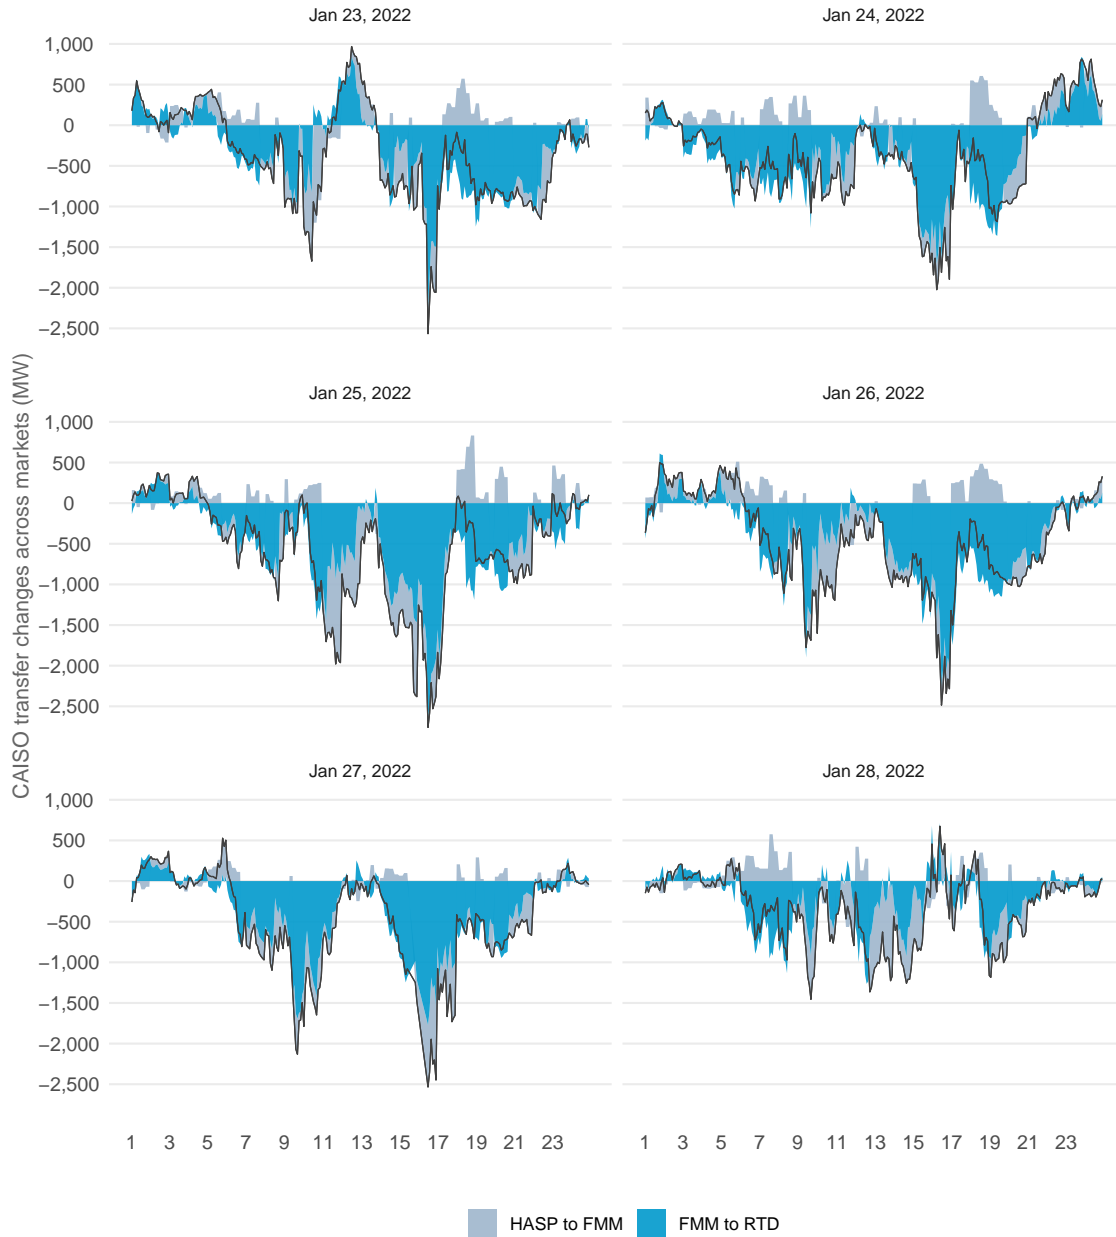 Jan 23, 2022
Jan 24, 2022
1,000
500
0
−500
−1,000
−1,500
−2,000
−2,500
Jan 25, 2022
Jan 26, 2022
1,000
500
0
−500
−1,000
−1,500
−2,000
−2,500
CAISO transfer changes across markets (MW)
Jan 27, 2022
Jan 28, 2022
1,000
500
0
−500
−1,000
−1,500
−2,000
−2,500
1 3 5 7 9 11 13 15 17 19 21 23
1 3 5 7 9 11 13 15 17 19 21 23
HASP to FMM FMM to RTD